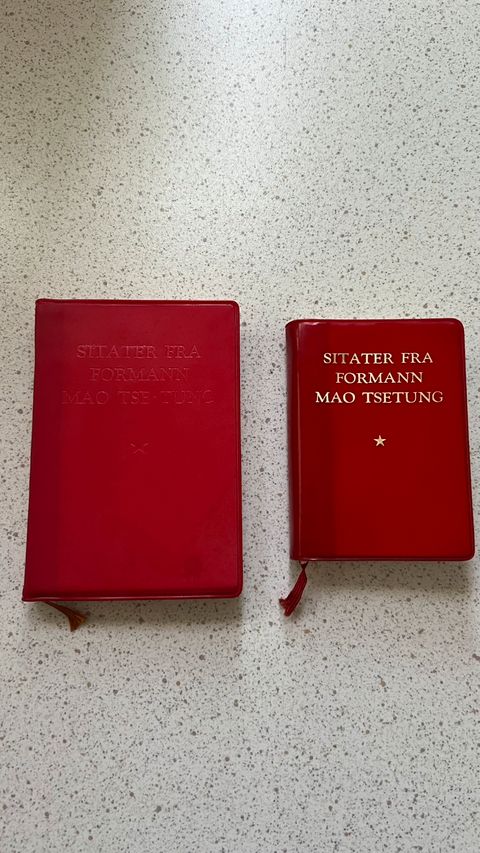 SITATER FRA
FORMANN
MAO TSE-TUNG
SITATER FRA
FORMANN
MAO TSETUNG